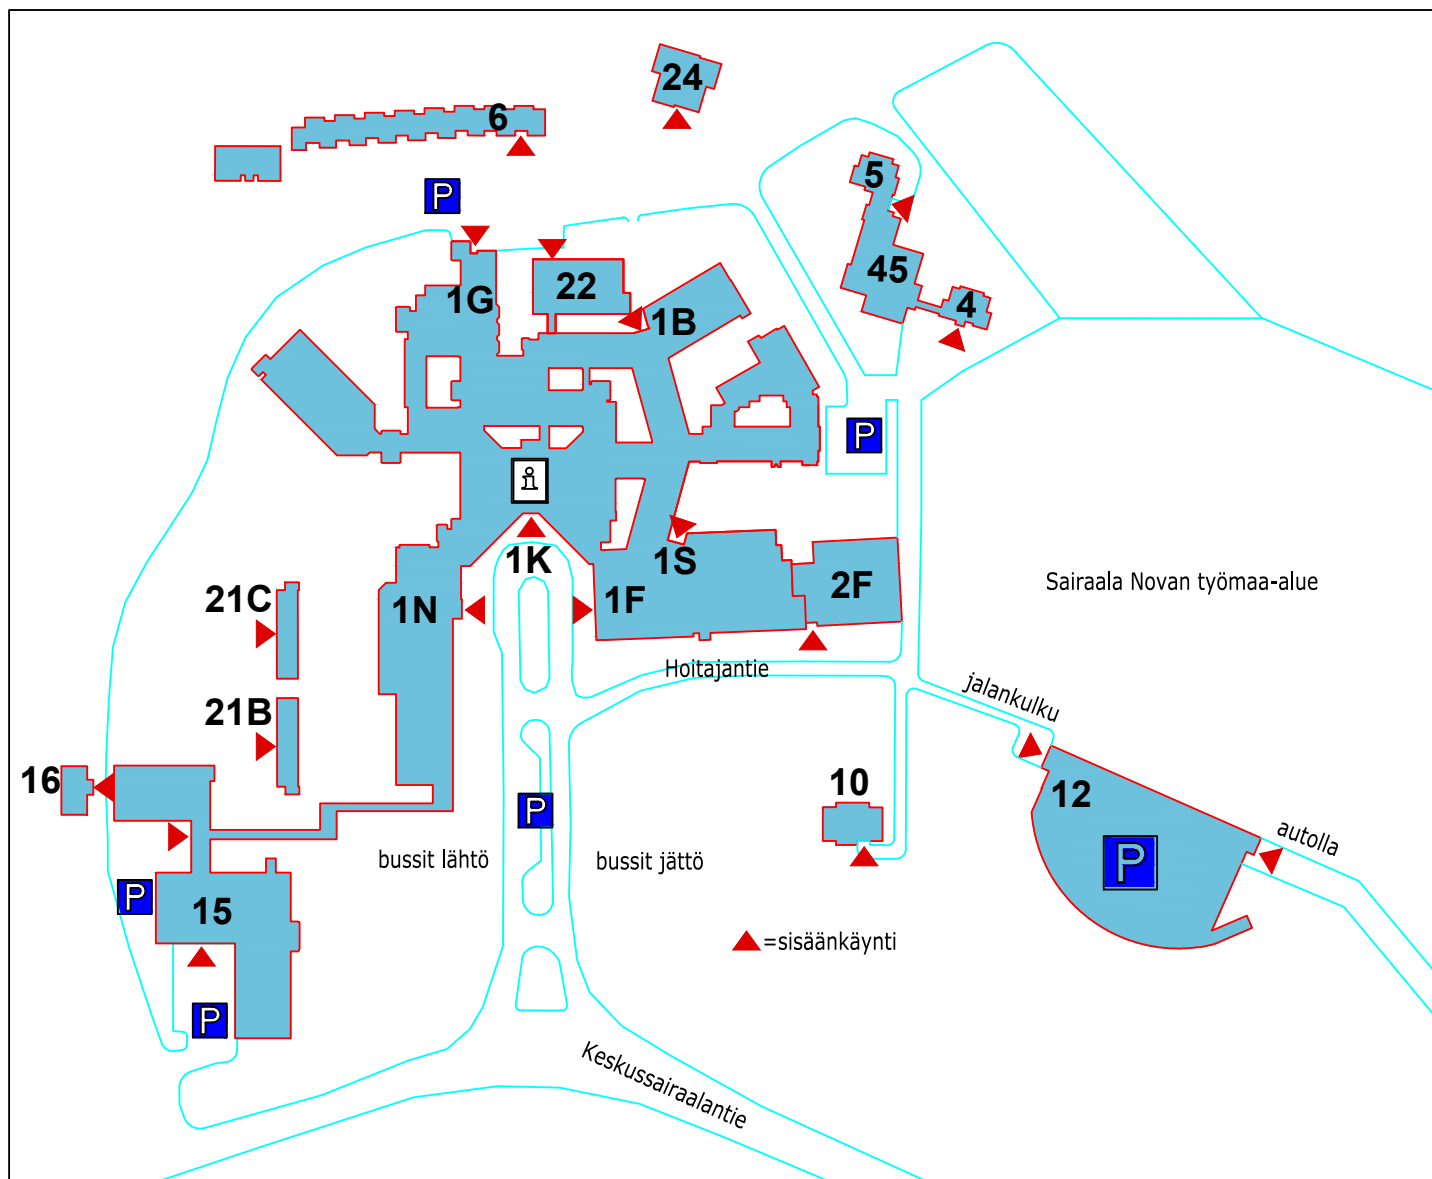 24
6
P
5
1G
22
45
1B
4
P
i
1K
1S
21C
1N
1F
2F
Sairaala Novan työmaa-alue
Hoitajantie
jalankulku
21B
16
10
12
P
autolla
bussit lähtö
bussit jättö
P
P
15
=sisäänkäynti
P
Keskussairaalantie